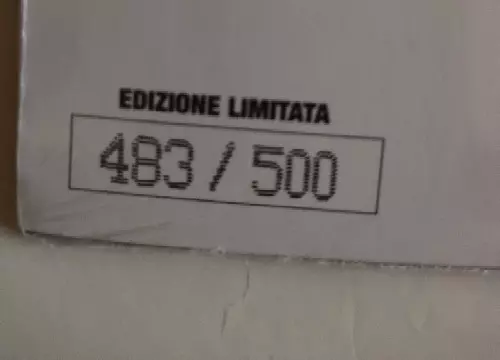 EDIZIONE LIMITATA
483 / 500